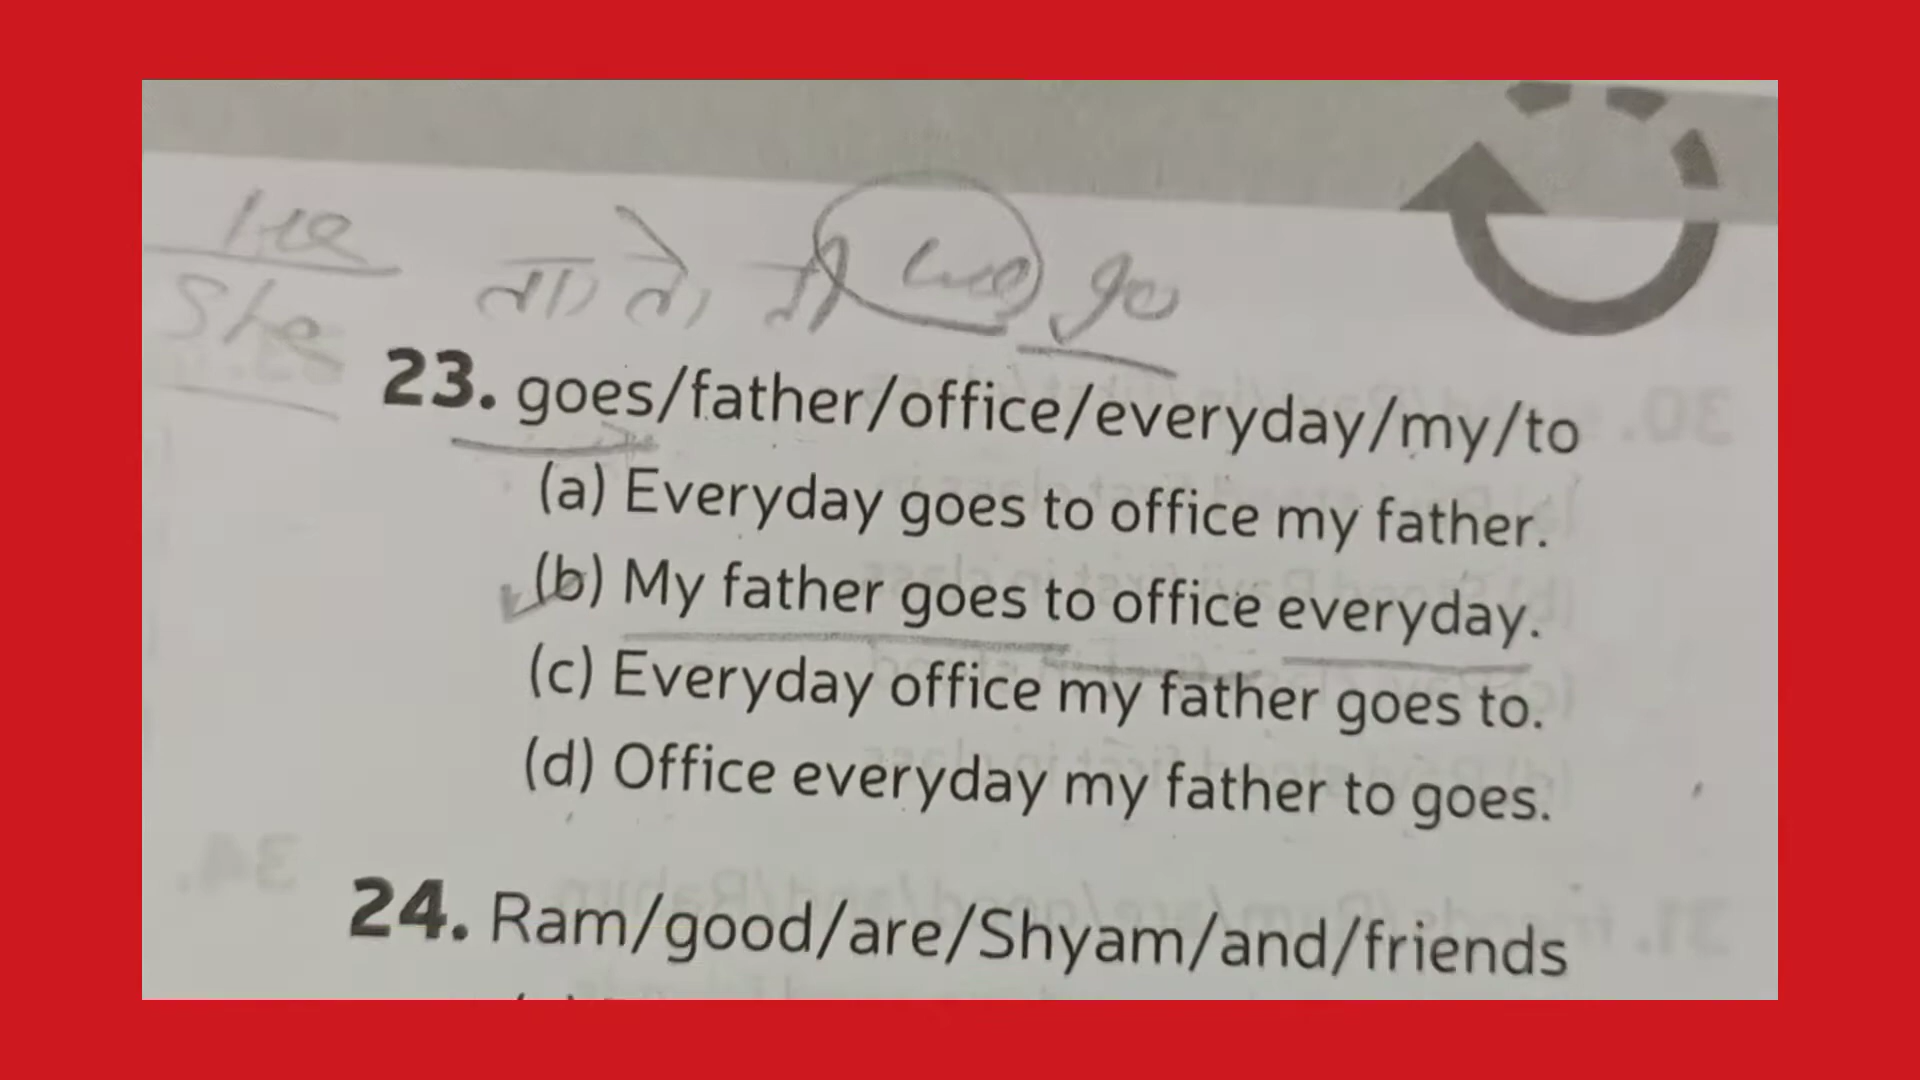 He
She
ता, ते, ती we go
23. goes/father/office/everyday/my/to
(a) Everyday goes to office my father.
(b) My father goes to office everyday.
(c) Everyday office my father goes to.
(d) Office everyday my father to goes.
24. Ram/good/are/Shyam/and/friends